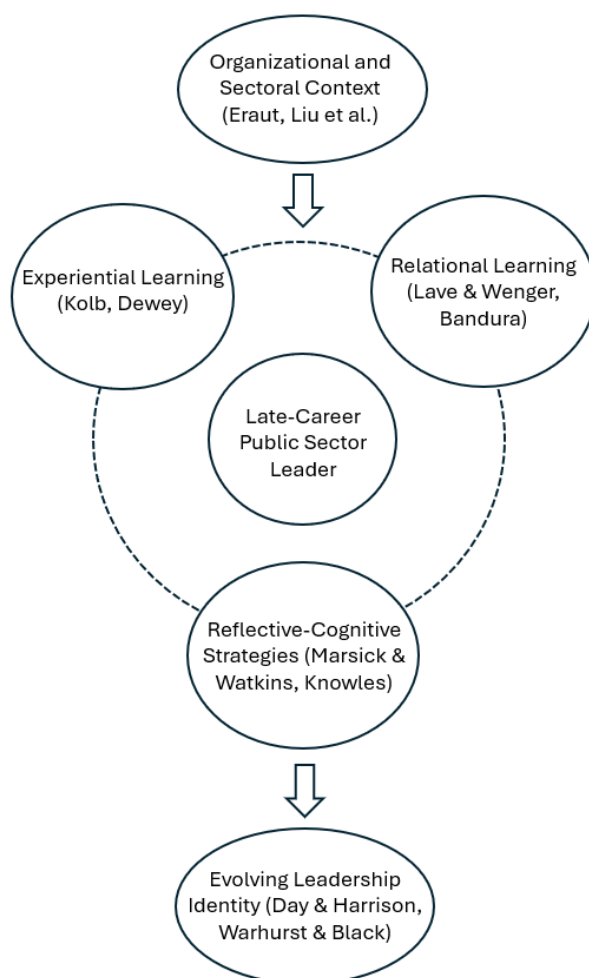 Organizational and
Sectoral Context
(Eraut, Liu et al.)
Experiential Learning
(Kolb, Dewey)
Relational Learning
(Lave & Wenger,
Bandura)
Late-Career
Public Sector
Leader
Reflective-Cognitive
Strategies (Marsick &
Watkins, Knowles)
Evolving Leadership
Identity (Day & Harrison,
Warhurst & Black)